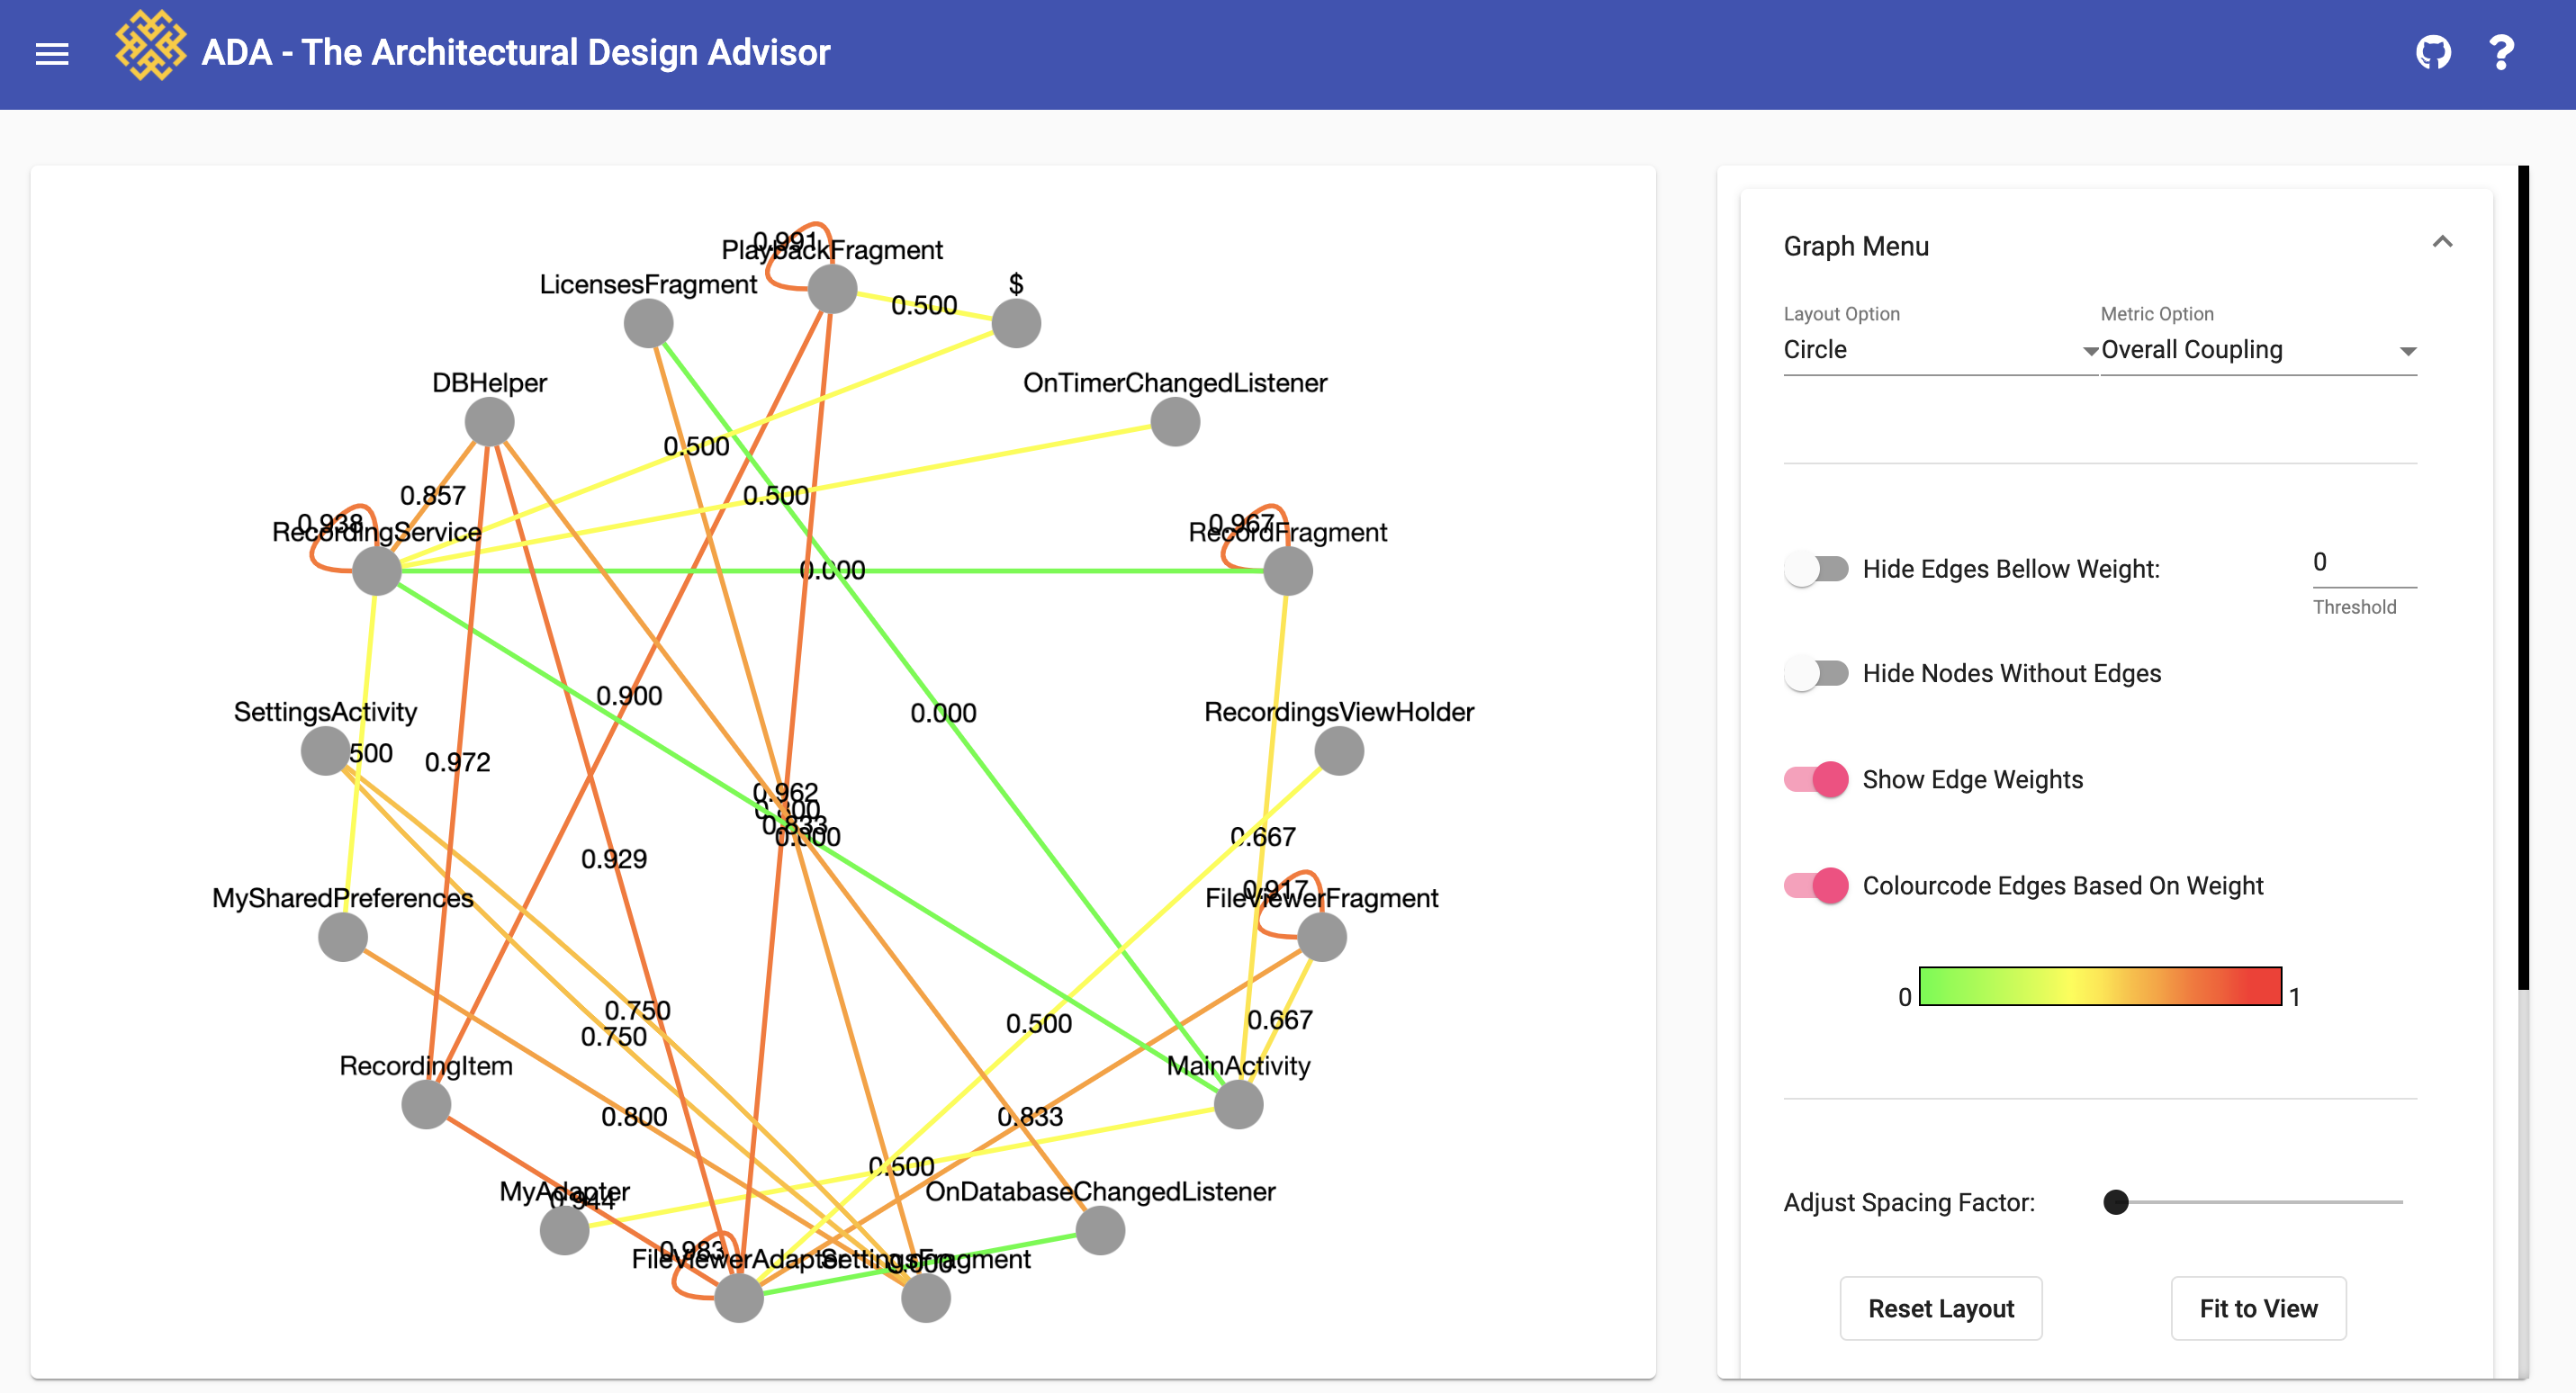 ADA - The Architectural Design Advisor
0.991
PlaybackFragment
LicensesFragment
$
0.500
DBHelper
OnTimerChangedListener
0.500
0.857
0.500
0.938
RecordingService
0.967
RecordFragment
0.000
0.900
0.000
SettingsActivity
RecordingsViewHolder
500
0.972
0.962
0.800
0.833
0.000
0.667
0.929
0.917
MySharedPreferences
FileViewerFragment
0.750
0.750
0.500
0.667
RecordingItem
MainActivity
0.800
0.833
0.500
MyAdapter
0.944
OnDatabaseChangedListener
0.983
FileViewerAdapter
SettingsFragment
0.000
Graph Menu
Layout Option
Metric Option
Circle
Overall Coupling
Hide Edges Bellow Weight:
0
Threshold
Hide Nodes Without Edges
Show Edge Weights
Colourcode Edges Based On Weight
0
1
Adjust Spacing Factor:
Reset Layout
Fit to View